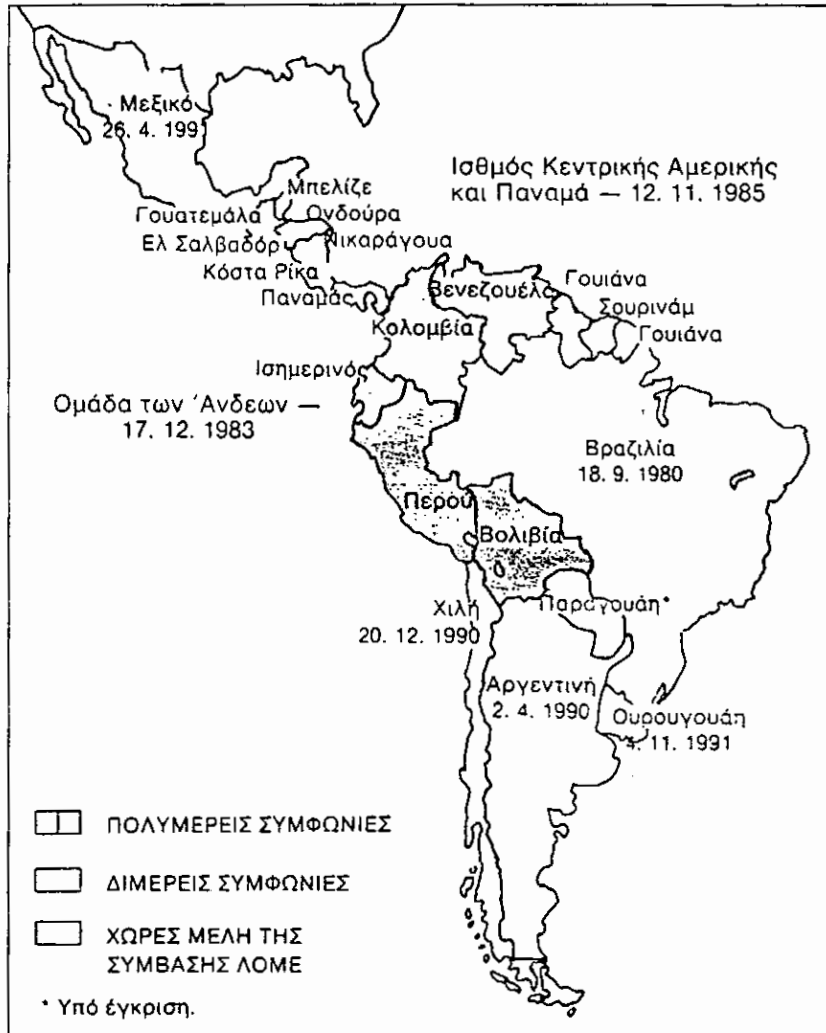 Μεξικό
26. 4. 199
Ισθμός Κεντρικής Αμερικής
και Παναμά — 12. 11. 1985
Μπελίζε
Γουατεμάλα
Ονδούρα
Ελ Σαλβαδόρ
Νικαράγουα
Κόστα Ρίκα
Παναμάς
Βενεζουέλα
Γουιάνα
Σουρινάμ
Γουιάνα
Κολομβία
Ισημερινός
Ομάδα των Άνδεων —
17. 12. 1983
Βραζιλία
18. 9. 1980
Περού
Βολιβία
Χιλή
20. 12. 1990
Παραγουάη*
Αργεντινή
2. 4. 1990
Ουρουγουάη
4. 11. 1991
ΠΟΛΥΜΕΡΕΙΣ ΣΥΜΦΩΝΙΕΣ
ΔΙΜΕΡΕΙΣ ΣΥΜΦΩΝΙΕΣ
ΧΩΡΕΣ ΜΕΛΗ ΤΗΣ
ΣΥΜΒΑΣΗΣ ΛΟΜΕ
* Υπό έγκριση.